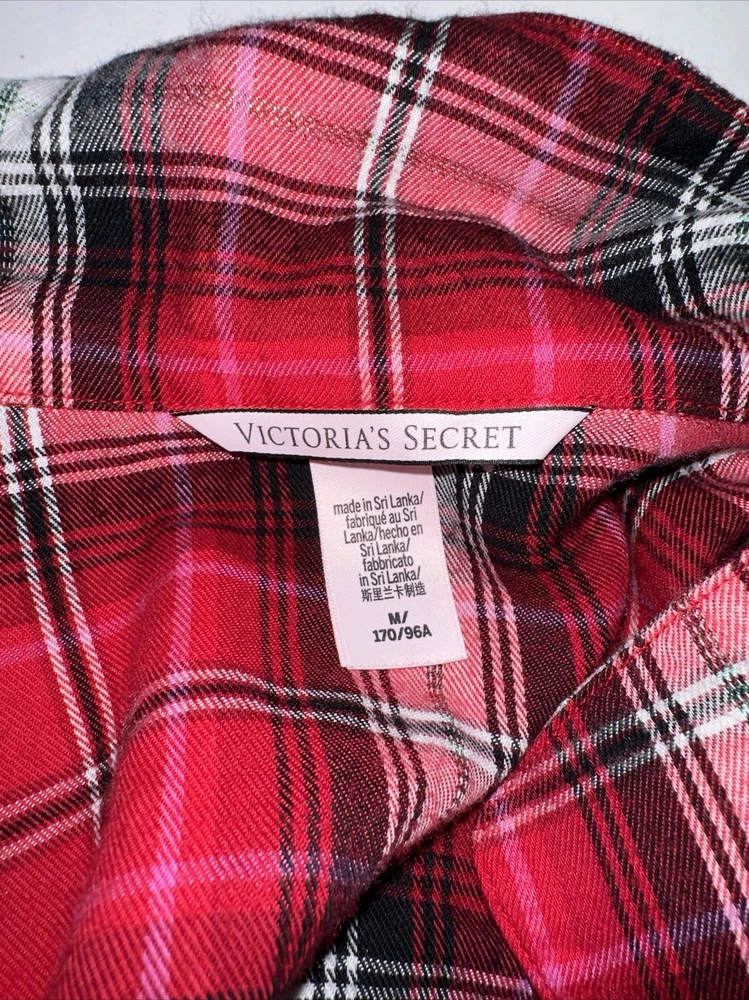 VICTORIA'S SECRET
made in Sri Lanka/
fabriqué au Sri
Lanka/hecho en
Sri Lanka/
fabbricato
in Sri Lanka/
斯里兰卡制造
M/
170/96A